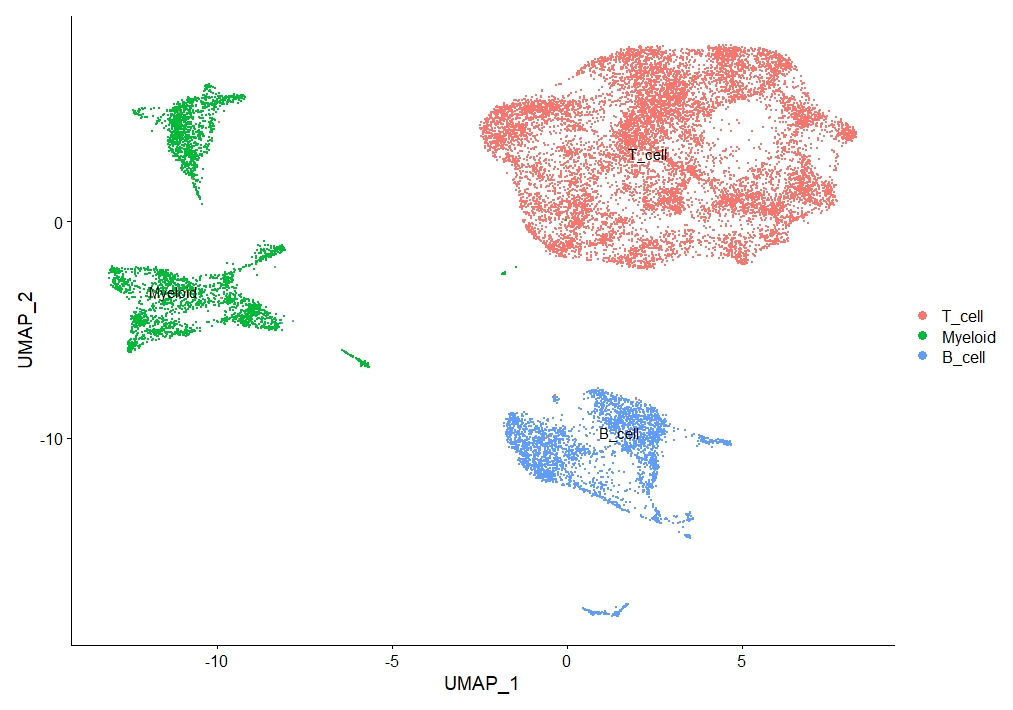 T_cell
0
Myeloid
UMAP_2
T_cell
Myeloid
B_cell
B_cell
-10
-10
-5
0
5
UMAP_1